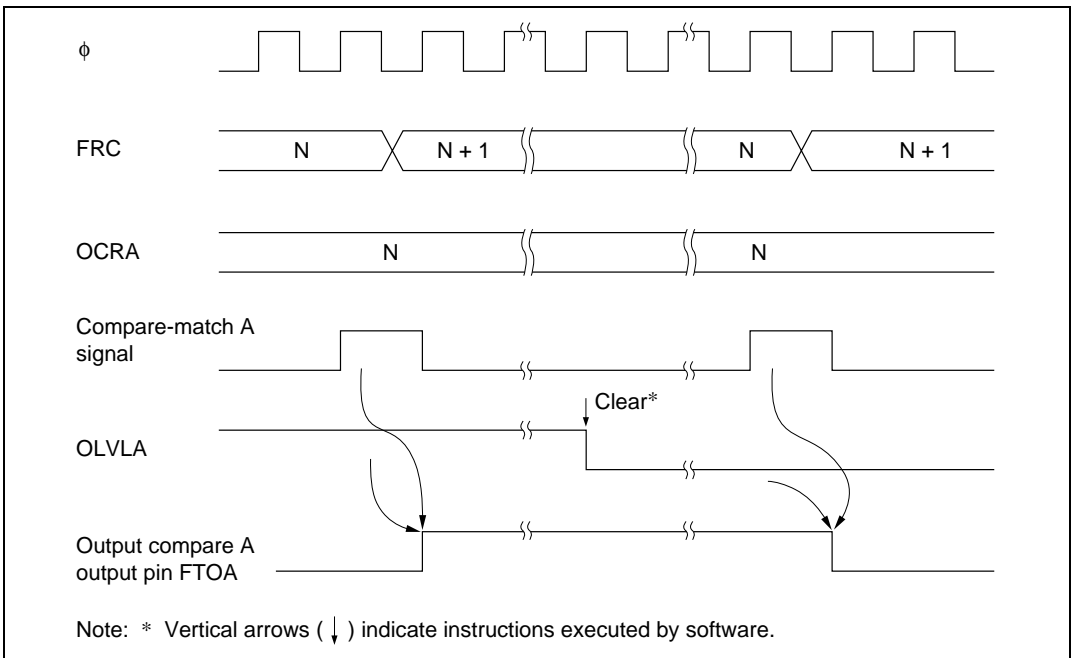 ϕ
FRC N N + 1 N N + 1
OCRA N N
Compare-match A
signal
Clear*
OLVLA
Output compare A
output pin FTOA
Note: * Vertical arrows ( ↓ ) indicate instructions executed by software.